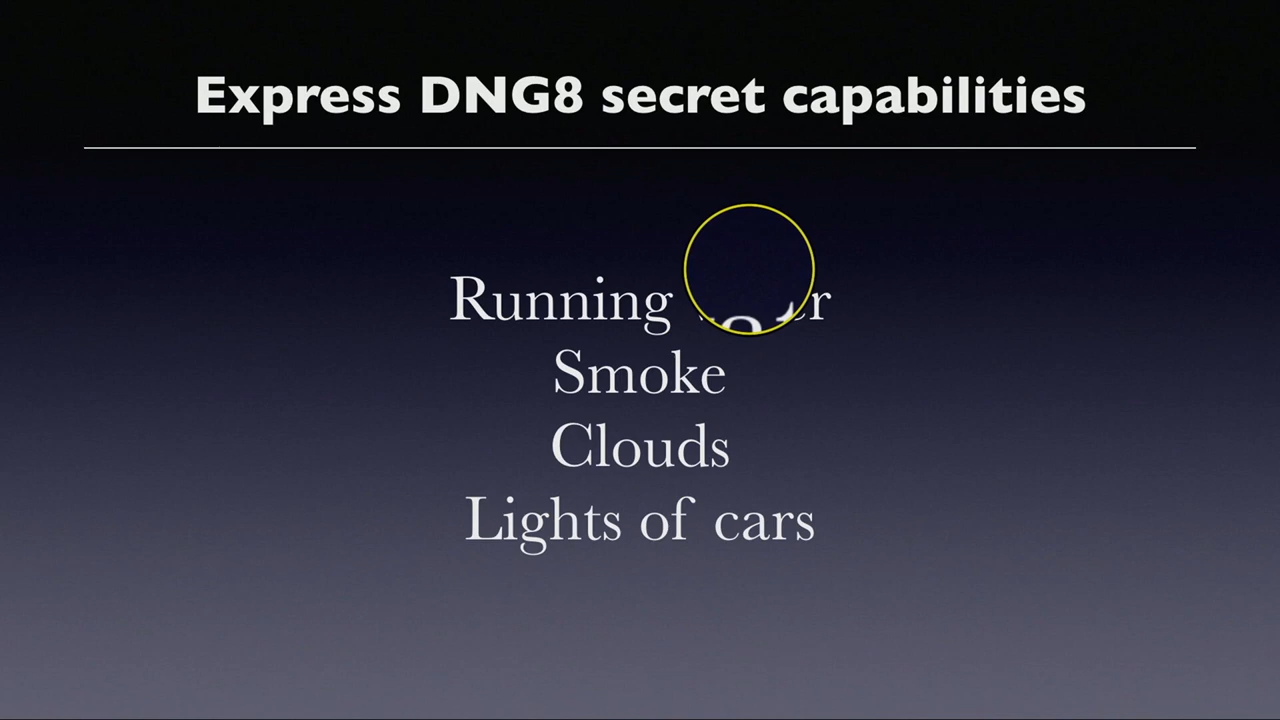 Express DNG8 secret capabilities
Running
Smoke
Clouds
Lights of cars